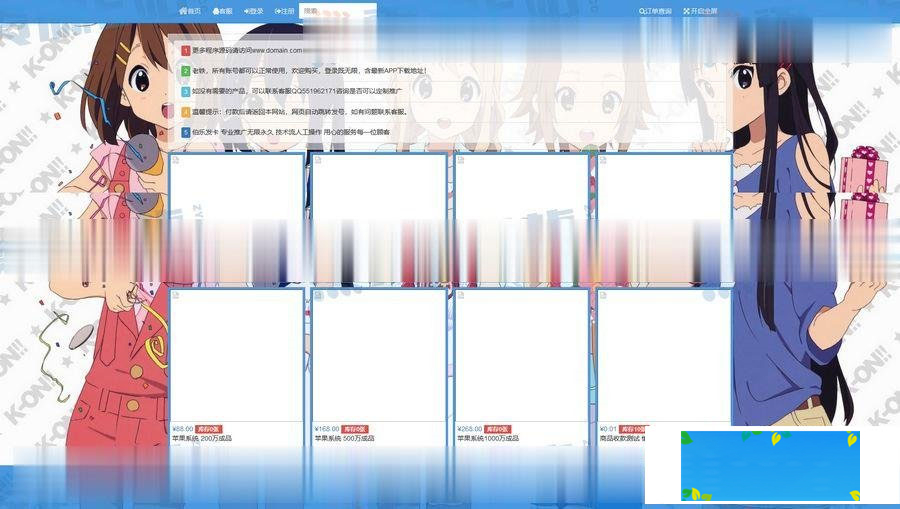 首页 客服 登录 注册 搜索 订单查询 开启全屏
1 更多程序源码请访问www.domain.com
2 老铁，所有账号都可以正常使用，欢迎购买，登录既无限，含最新APP下载地址！
3 如没有需要的产品，可以联系客服QQ551962171咨询是否可以定制推广
4 温馨提示：付款后请返回本网站，网页自动跳转发号，如有问题联系客服。
5 伯乐发卡 专业推广无限永久 技术流人工操作 用心的服务每一位顾客
¥88.00 库存0张 ¥168.00 库存0张 ¥268.00 库存0张 ¥0.01 库存10张
苹果系统 200万成品 苹果系统 500万成品 苹果系统1000万成品 商品收款测试
K-ON!!
K-ON!!
K-ON!!
K-ON!!